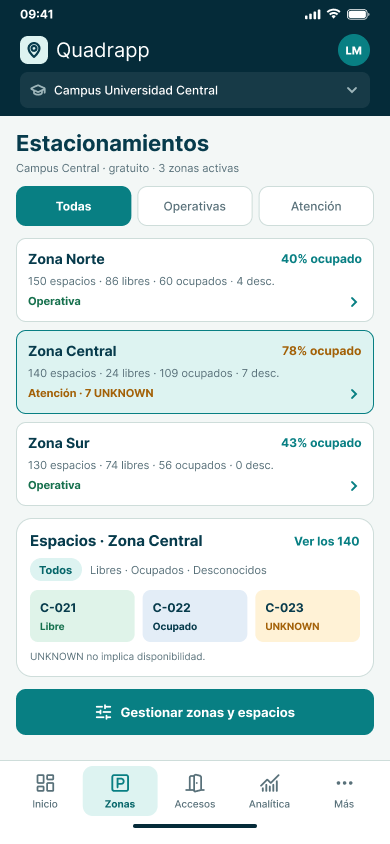 09:41
Quadrapp
LM
Campus Universidad Central
Estacionamientos
Campus Central · gratuito · 3 zonas activas
Todas
Operativas
Atención
Zona Norte
40% ocupado
150 espacios · 86 libres · 60 ocupados · 4 desc.
Operativa
Zona Central
78% ocupado
140 espacios · 24 libres · 109 ocupados · 7 desc.
Atención · 7 UNKNOWN
Zona Sur
43% ocupado
130 espacios · 74 libres · 56 ocupados · 0 desc.
Operativa
Espacios · Zona Central
Ver los 140
Todos
Libres · Ocupados · Desconocidos
C-021
Libre
C-022
Ocupado
C-023
UNKNOWN
UNKNOWN no implica disponibilidad.
Gestionar zonas y espacios
Inicio
Zonas
Accesos
Analítica
Más